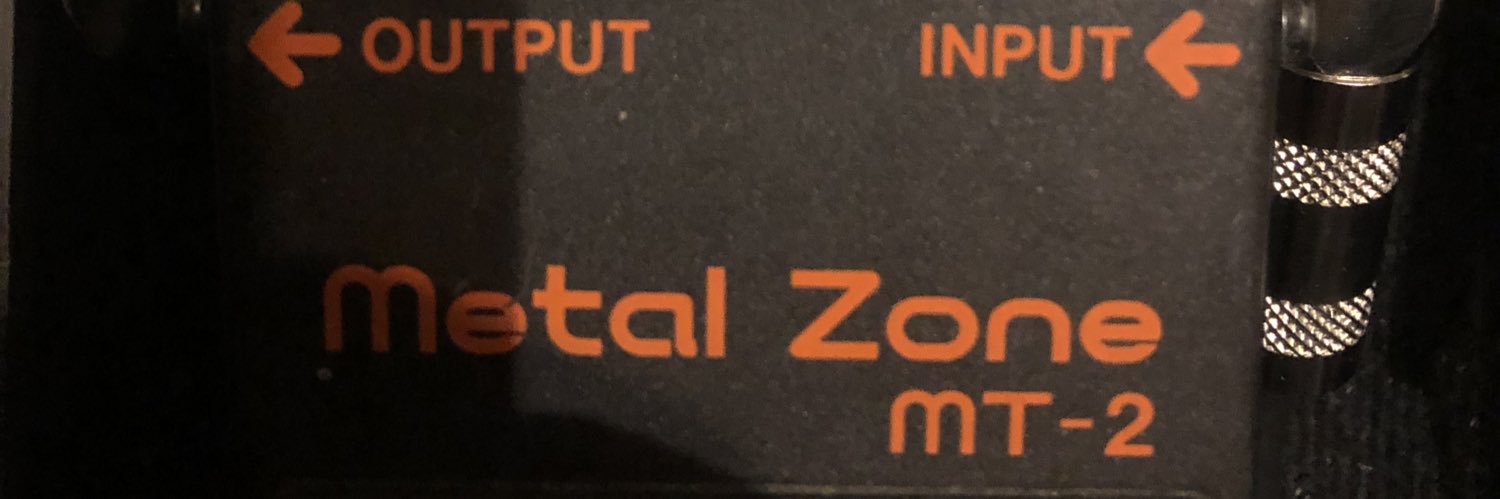 ← OUTPUT INPUT ←
Metal Zone
MT-2